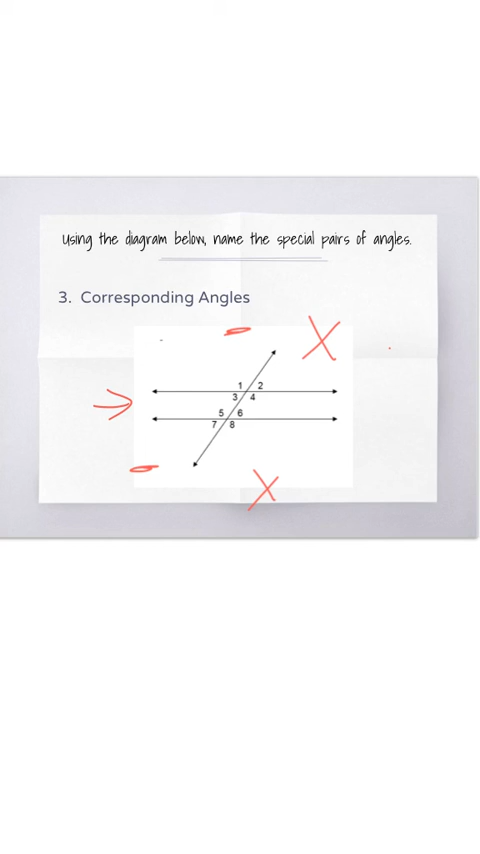 Using the diagram below, name the special pairs of angles.
3. Corresponding Angles
1 2
3 4
5 6
7 8